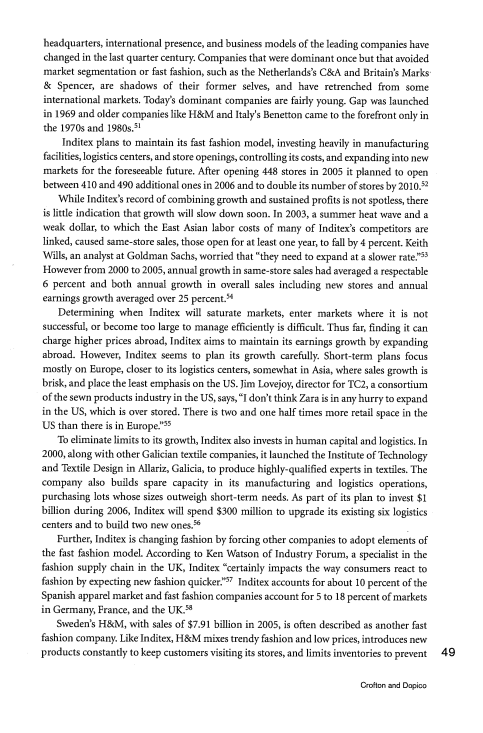 headquarters, international presence, and business models of the leading companies have
changed in the last quarter century. Companies that were dominant once but that avoided
market segmentation or fast fashion, such as the Netherlands's C&A and Britain's Marks
& Spencer, are shadows of their former selves, and have retrenched from some
international markets. Today's dominant companies are fairly young. Gap was launched
in 1969 and older companies like H&M and Italy's Benetton came to the forefront only in
the 1970s and 1980s.51
Inditex plans to maintain its fast fashion model, investing heavily in manufacturing
facilities, logistics centers, and store openings, controlling its costs, and expanding into new
markets for the foreseeable future. After opening 448 stores in 2005 it planned to open
between 410 and 490 additional ones in 2006 and to double its number of stores by 2010.52
While Inditex's record of combining growth and sustained profits is not spotless, there
is little indication that growth will slow down soon. In 2003, a summer heat wave and a
weak dollar, to which the East Asian labor costs of many of Inditex's competitors are
linked, caused same-store sales, those open for at least one year, to fall by 4 percent. Keith
Wills, an analyst at Goldman Sachs, worried that "they need to expand at a slower rate."53
However from 2000 to 2005, annual growth in same-store sales had averaged a respectable
6 percent and both annual growth in overall sales including new stores and annual
earnings growth averaged over 25 percent.54
Determining when Inditex will saturate markets, enter markets where it is not
successful, or become too large to manage efficiently is difficult. Thus far, finding it can
charge higher prices abroad, Inditex aims to maintain its earnings growth by expanding
abroad. However, Inditex seems to plan its growth carefully. Short-term plans focus
mostly on Europe, closer to its logistics centers, somewhat in Asia, where sales growth is
brisk, and place the least emphasis on the US. Jim Lovejoy, director for TC2, a consortium
of the sewn products industry in the US, says, "I don't think Zara is in any hurry to expand
in the US, which is over stored. There is two and one half times more retail space in the
US than there is in Europe."55
To eliminate limits to its growth, Inditex also invests in human capital and logistics. In
2000, along with other Galician textile companies, it launched the Institute of Technology
and Textile Design in Allariz, Galicia, to produce highly-qualified experts in textiles. The
company also builds spare capacity in its manufacturing and logistics operations,
purchasing lots whose sizes outweigh short-term needs. As part of its plan to invest $1
billion during 2006, Inditex will spend $300 million to upgrade its existing six logistics
centers and to build two new ones.56
Further, Inditex is changing fashion by forcing other companies to adopt elements of
the fast fashion model. According to Ken Watson of Industry Forum, a specialist in the
fashion supply chain in the UK, Inditex "certainly impacts the way consumers react to
fashion by expecting new fashion quicker."57 Inditex accounts for about 10 percent of the
Spanish apparel market and fast fashion companies account for 5 to 18 percent of markets
in Germany, France, and the UK.58
Sweden's H&M, with sales of $7.91 billion in 2005, is often described as another fast
fashion company. Like Inditex, H&M mixes trendy fashion and low prices, introduces new
products constantly to keep customers visiting its stores, and limits inventories to prevent 49
Crofton and Dopico